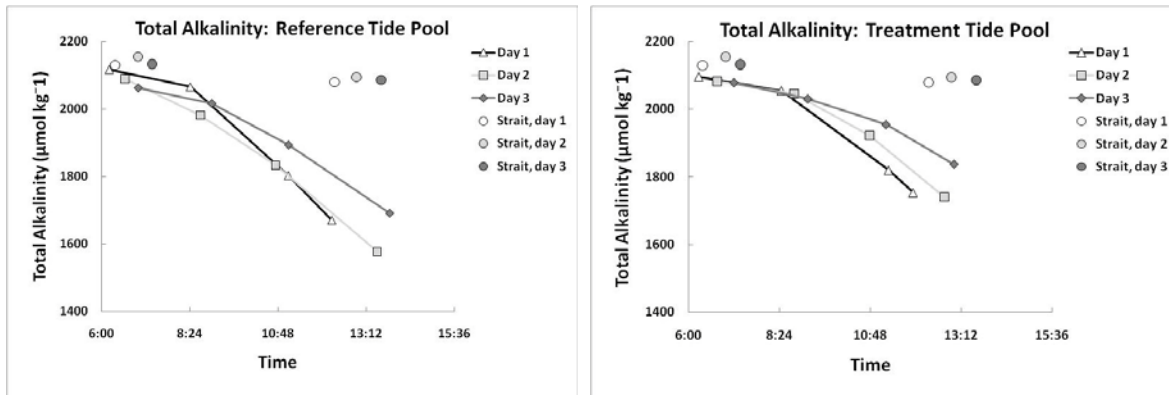 Total Alkalinity: Reference Tide Pool
2200
2000
1800
1600
1400
Total Alkalinity (µmol kg⁻¹)
6:00 8:24 10:48 13:12 15:36
Time
Day 1
Day 2
Day 3
Strait, day 1
Strait, day 2
Strait, day 3
Total Alkalinity: Treatment Tide Pool
2200
2000
1800
1600
1400
Total Alkalinity (µmol kg⁻¹)
6:00 8:24 10:48 13:12 15:36
Time
Day 1
Day 2
Day 3
Strait, day 1
Strait, day 2
Strait, day 3